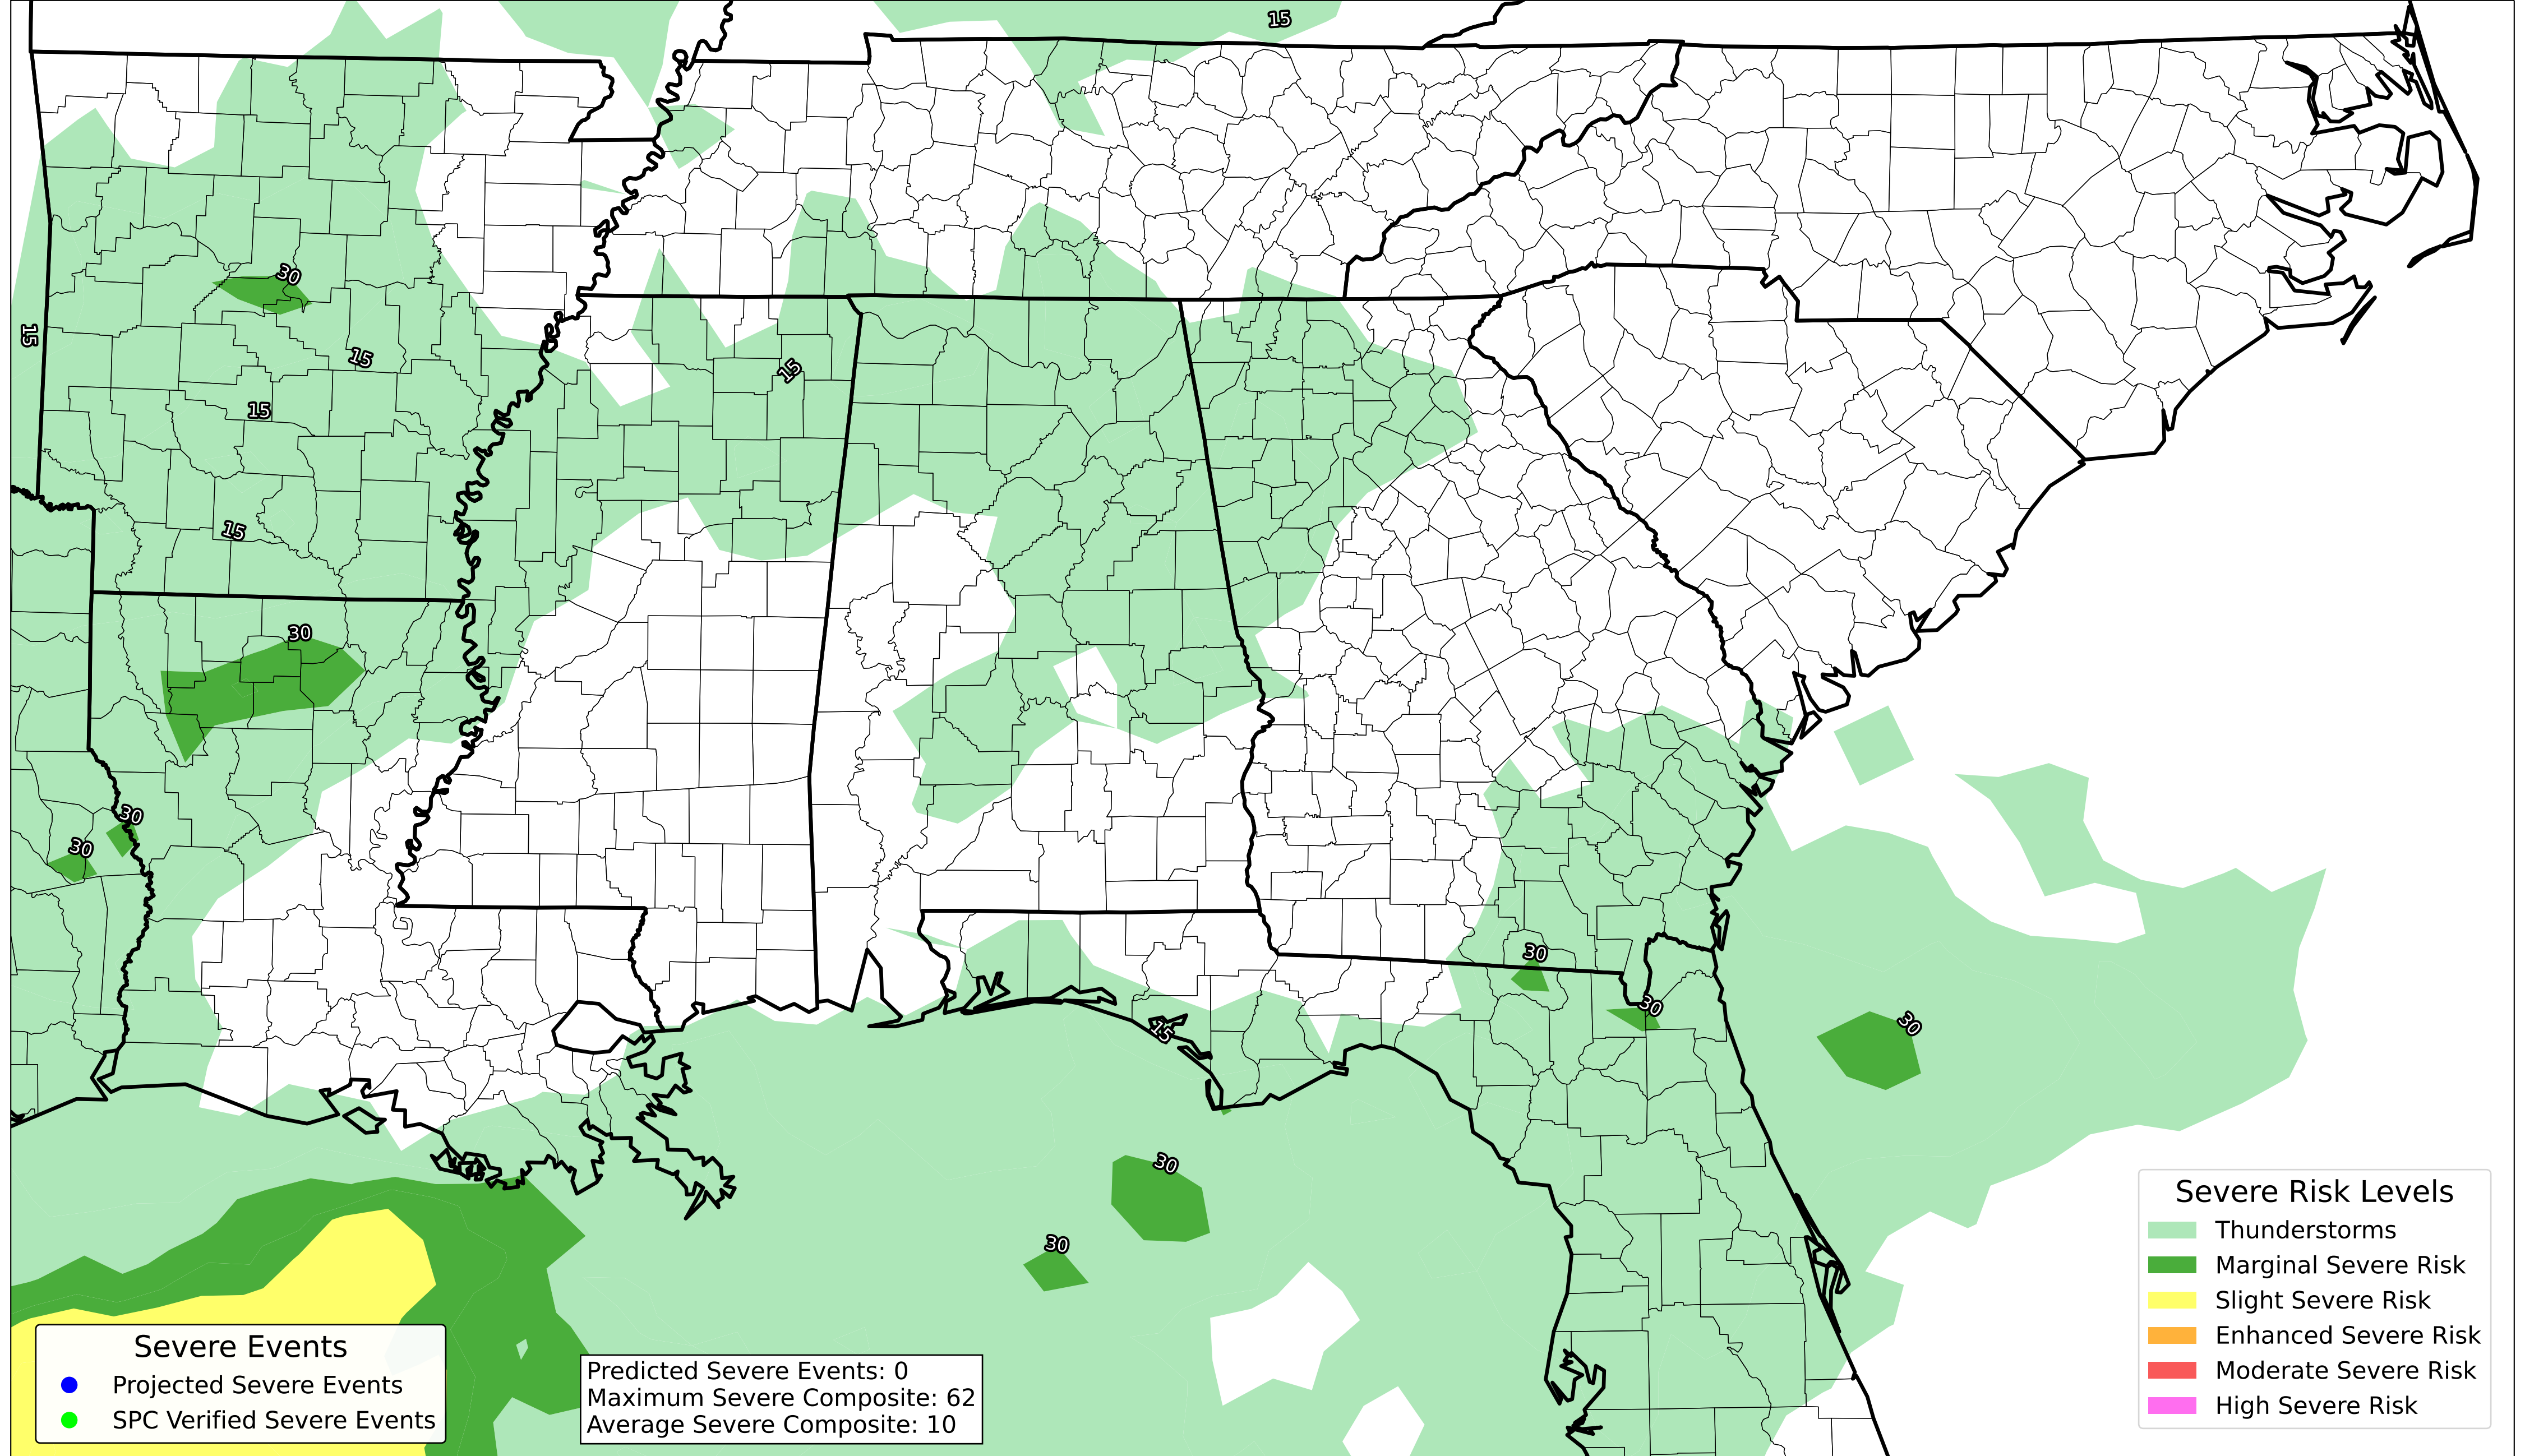 15
30
15
15
15
15
15
30
30
30
30
30
30
15
30
30
Severe Risk Levels
Thunderstorms
Marginal Severe Risk
Slight Severe Risk
Enhanced Severe Risk
Moderate Severe Risk
High Severe Risk
Severe Events
Projected Severe Events
SPC Verified Severe Events
Predicted Severe Events: 0
Maximum Severe Composite: 62
Average Severe Composite: 10